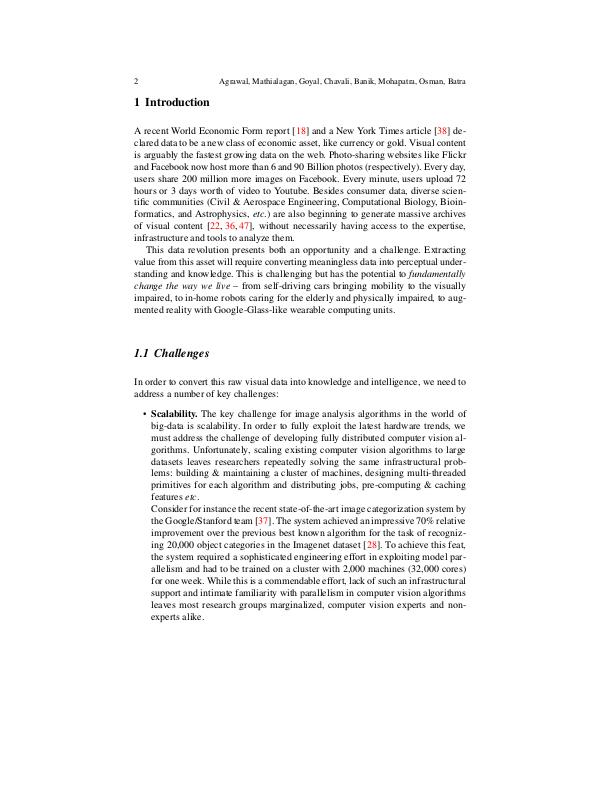 2 Agrawal, Mathialagan, Goyal, Chavali, Banik, Mohapatra, Osman, Batra
1 Introduction
A recent World Economic Form report [18] and a New York Times article [38] de-
clared data to be a new class of economic asset, like currency or gold. Visual content
is arguably the fastest growing data on the web. Photo-sharing websites like Flickr
and Facebook now host more than 6 and 90 Billion photos (respectively). Every day,
users share 200 million more images on Facebook. Every minute, users upload 72
hours or 3 days worth of video to Youtube. Besides consumer data, diverse scien-
tific communities (Civil & Aerospace Engineering, Computational Biology, Bioin-
formatics, and Astrophysics, etc.) are also beginning to generate massive archives
of visual content [22, 36, 47], without necessarily having access to the expertise,
infrastructure and tools to analyze them.
This data revolution presents both an opportunity and a challenge. Extracting
value from this asset will require converting meaningless data into perceptual under-
standing and knowledge. This is challenging but has the potential to fundamentally
change the way we live – from self-driving cars bringing mobility to the visually
impaired, to in-home robots caring for the elderly and physically impaired, to aug-
mented reality with Google-Glass-like wearable computing units.
1.1 Challenges
In order to convert this raw visual data into knowledge and intelligence, we need to
address a number of key challenges:
• Scalability. The key challenge for image analysis algorithms in the world of
big-data is scalability. In order to fully exploit the latest hardware trends, we
must address the challenge of developing fully distributed computer vision al-
gorithms. Unfortunately, scaling existing computer vision algorithms to large
datasets leaves researchers repeatedly solving the same infrastructural prob-
lems: building & maintaining a cluster of machines, designing multi-threaded
primitives for each algorithm and distributing jobs, pre-computing & caching
features etc.
Consider for instance the recent state-of-the-art image categorization system by
the Google/Stanford team [37]. The system achieved an impressive 70% relative
improvement over the previous best known algorithm for the task of recogniz-
ing 20,000 object categories in the Imagenet dataset [28]. To achieve this feat,
the system required a sophisticated engineering effort in exploiting model par-
allelism and had to be trained on a cluster with 2,000 machines (32,000 cores)
for one week. While this is a commendable effort, lack of such an infrastructural
support and intimate familiarity with parallelism in computer vision algorithms
leaves most research groups marginalized, computer vision experts and non-
experts alike.